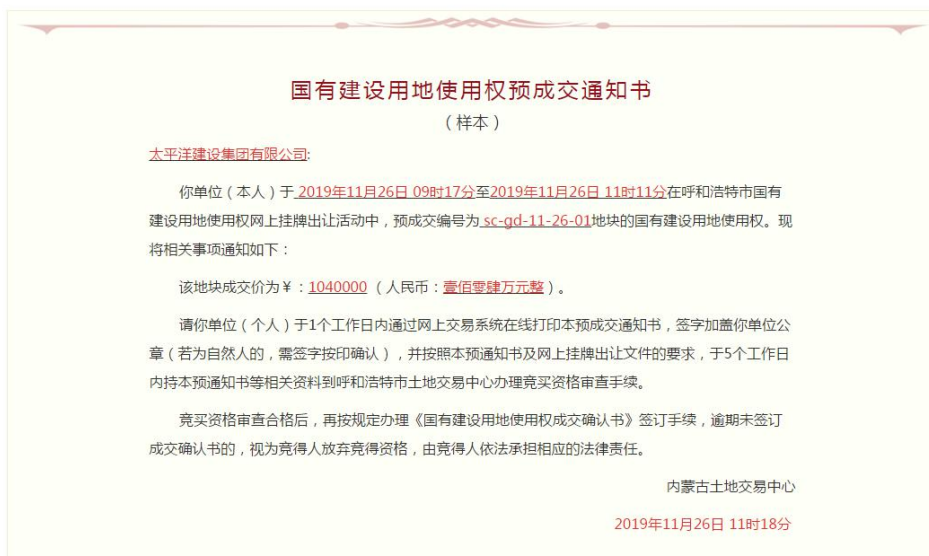 国有建设用地使用权预成交通知书
（样本）
太平洋建设集团有限公司:
你单位（本人）于 2019年11月26日 09时17分至2019年11月26日 11时11分在呼和浩特市国有
建设用地使用权网上挂牌出让活动中，预成交编号为 sc-gd-11-26-01地块的国有建设用地使用权。现
将相关事项通知如下：
该地块成交价为￥：1040000 （人民币：壹佰零肆万元整）。
请你单位（个人）于1个工作日内通过网上交易系统在线打印本预成交通知书，签字加盖你单位公
章（若为自然人的，需签字按印确认），并按照本预通知书及网上挂牌出让文件的要求，于5个工作日
内持本预通知书等相关资料到呼和浩特市土地交易中心办理竞买资格审查手续。
竞买资格审查合格后，再按规定办理《国有建设用地使用权成交确认书》签订手续，逾期未签订
成交确认书的，视为竞得人放弃竞得资格，由竞得人依法承担相应的法律责任。
内蒙古土地交易中心
2019年11月26日 11时18分